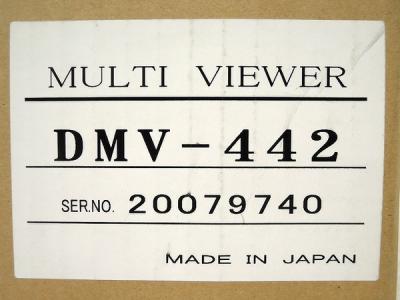 MULTI VIEWER
DMV-442
SER.NO. 20079740
MADE IN JAPAN